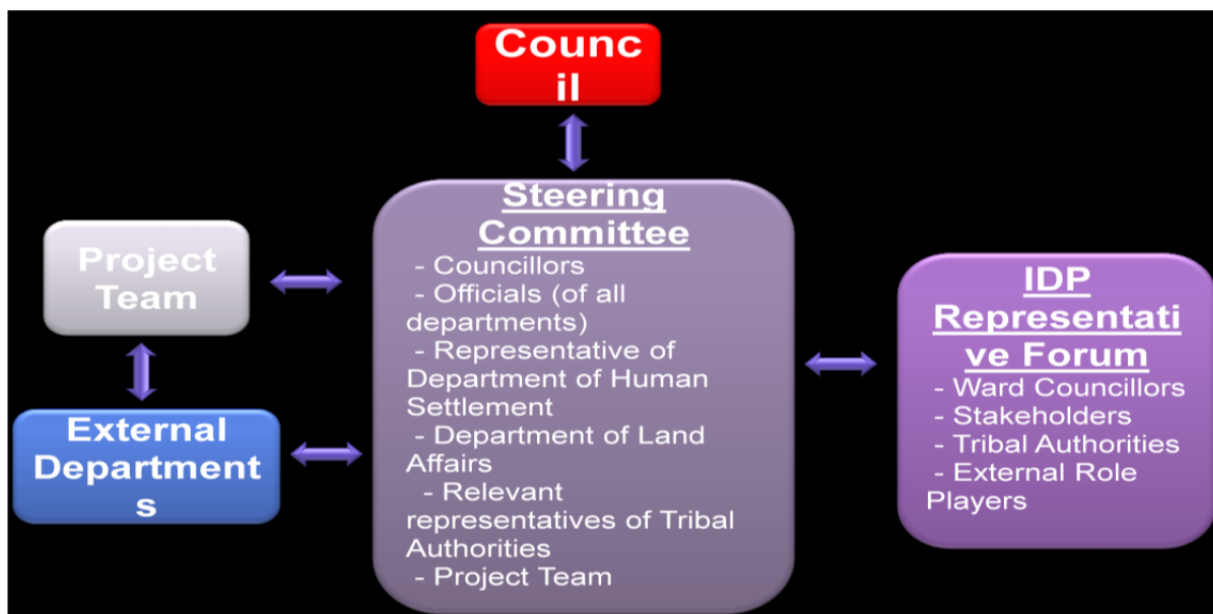 Counc
il
Steering
Committee
- Councillors
- Officials (of all
departments)
- Representative of
Department of Human
Settlement
- Department of Land
Affairs
- Relevant
representatives of Tribal
Authorities
- Project Team
Project
Team
External
Department
s
IDP
Representati
ve Forum
- Ward Councillors
- Stakeholders
- Tribal Authorities
- External Role
Players